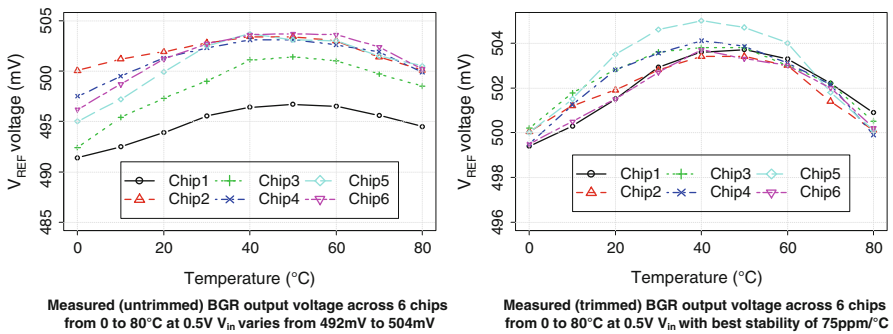 505
500
495
490
485
V_REF voltage (mV)
Chip1
Chip3
Chip5
Chip2
Chip4
Chip6
0
20
40
60
80
Temperature (°C)
Measured (untrimmed) BGR output voltage across 6 chips
from 0 to 80°C at 0.5V V_in varies from 492mV to 504mV
504
502
500
498
496
V_REF voltage (mV)
Chip1
Chip3
Chip5
Chip2
Chip4
Chip6
0
20
40
60
80
Temperature (°C)
Measured (trimmed) BGR output voltage across 6 chips
from 0 to 80°C at 0.5V V_in with best stability of 75ppm/°C